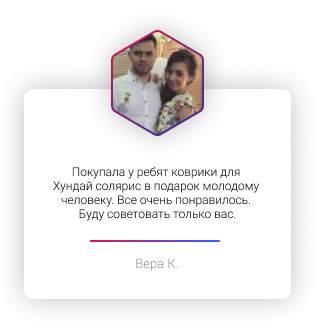 Покупала у ребят коврики для
Хундай солярис в подарок молодому
человеку. Все очень понравилось.
Буду советовать только вас.
Вера К.